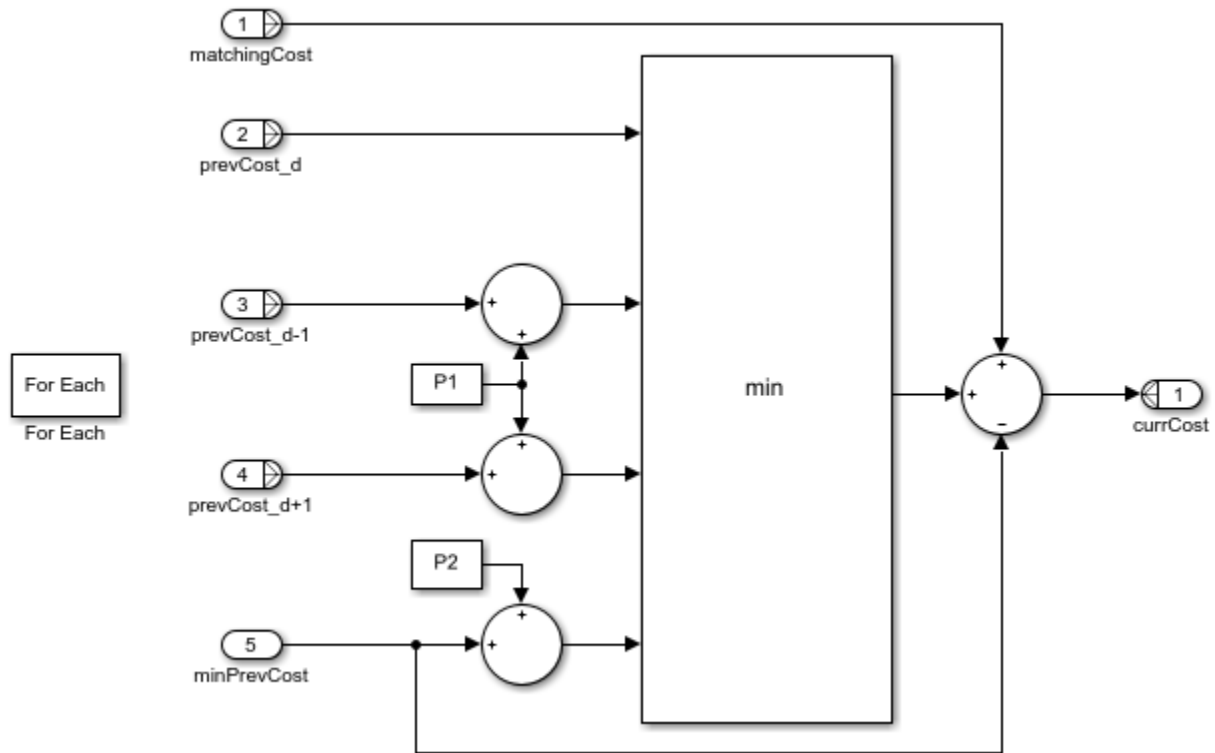 1
matchingCost
2
prevCost_d
3
+
+
prevCost_d-1
For Each
For Each
P1
min
+
+
-
1
currCost
4
+
+
prevCost_d+1
P2
5
+
+
minPrevCost